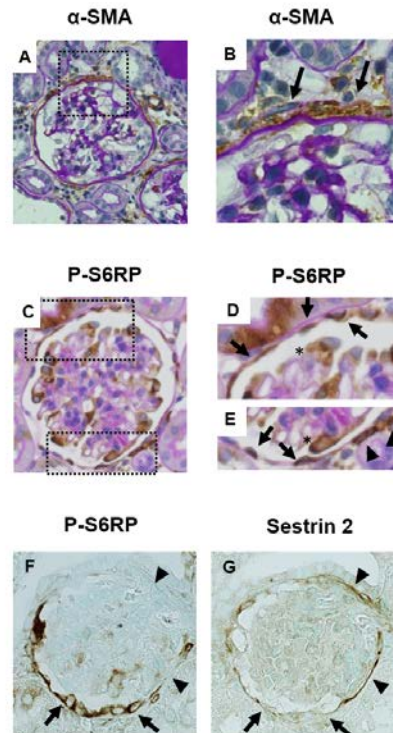 α-SMA α-SMA
A B
P-S6RP P-S6RP
C D
* 
E *
P-S6RP Sestrin 2
F G